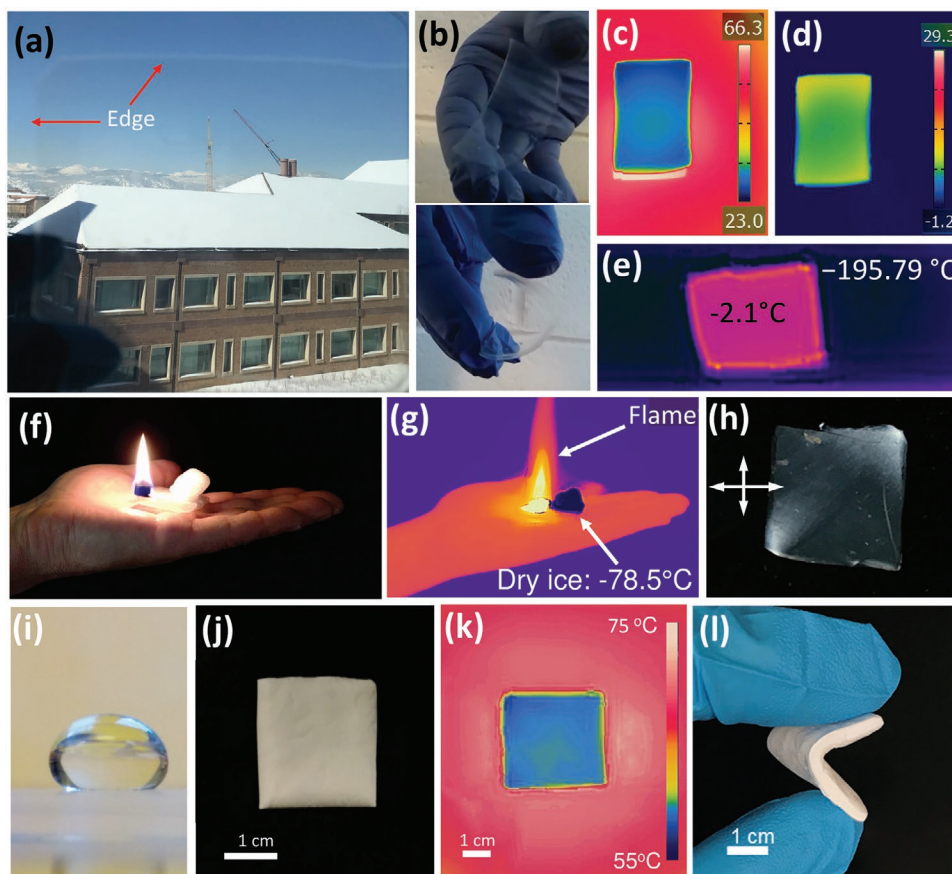 (a)
Edge
(b)
(c)
66.3
23.0
(d)
29.3
-1.2
(e)
−195.79 °C
-2.1°C
(f)
(g)
Flame
Dry ice: -78.5°C
(h)
(i)
(j)
1 cm
(k)
75 °C
55°C
1 cm
(l)
1 cm